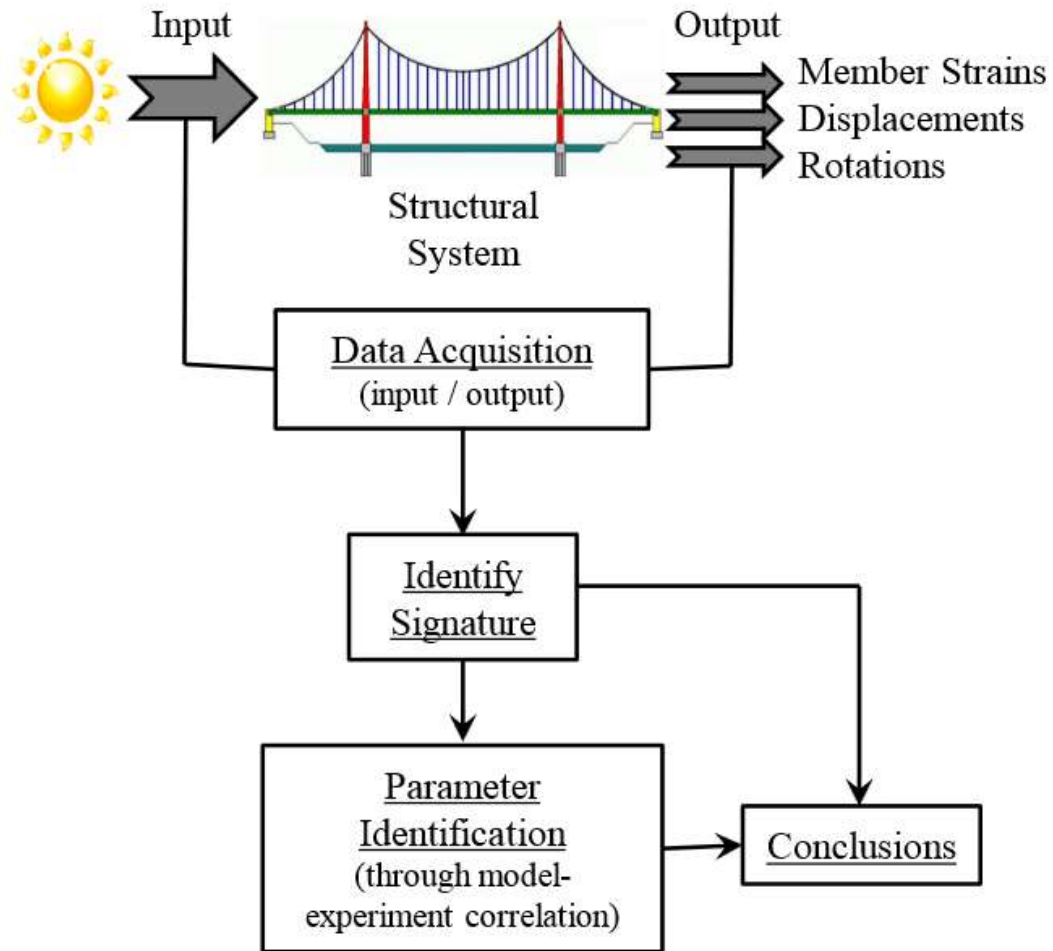 Input
Output
Member Strains
Displacements
Rotations
Structural
System
Data Acquisition
(input / output)
Identify
Signature
Parameter
Identification
(through model-
experiment correlation)
Conclusions